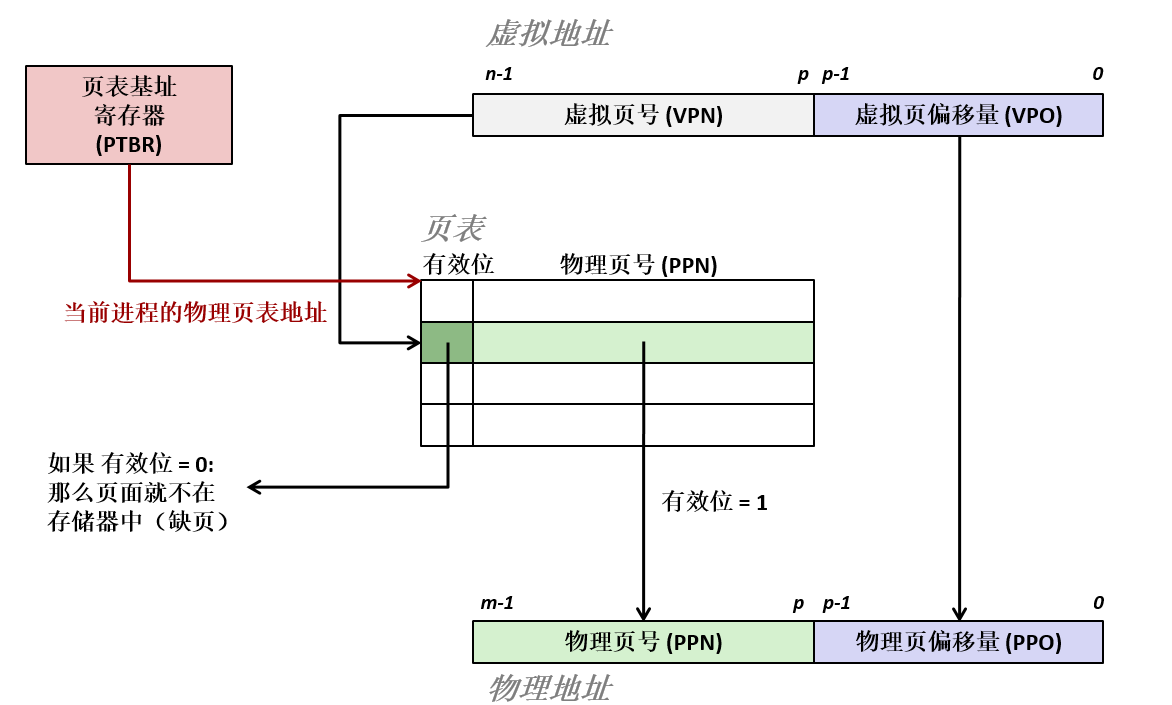 虚拟地址
n-1 p p-1 0
页表基址
寄存器
(PTBR)
虚拟页号 (VPN) 虚拟页偏移量 (VPO)
页表
有效位 物理页号 (PPN)
当前进程的物理页表地址
如果 有效位 = 0:
那么页面就不在
存储器中（缺页）
有效位 = 1
m-1 p p-1 0
物理页号 (PPN) 物理页偏移量 (PPO)
物理地址